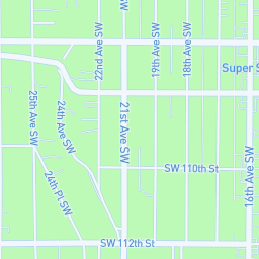 22nd Ave SW
19th Ave SW
18th Ave SW
Super S
25th Ave SW
24th Ave SW
21st Ave SW
SW 110th St
24th Pl SW
16th Ave SW
SW 112th St